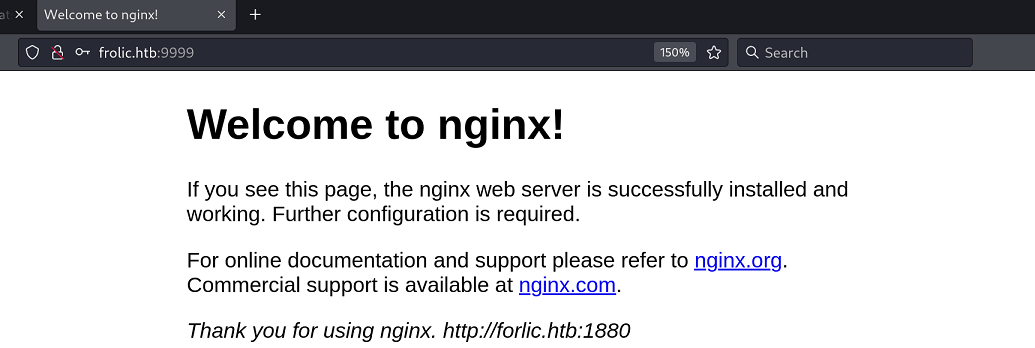 at
Welcome to nginx!
frolic.htb:9999
150%
Search
Welcome to nginx!
If you see this page, the nginx web server is successfully installed and
working. Further configuration is required.
For online documentation and support please refer to nginx.org.
Commercial support is available at nginx.com.
Thank you for using nginx. http://forlic.htb:1880